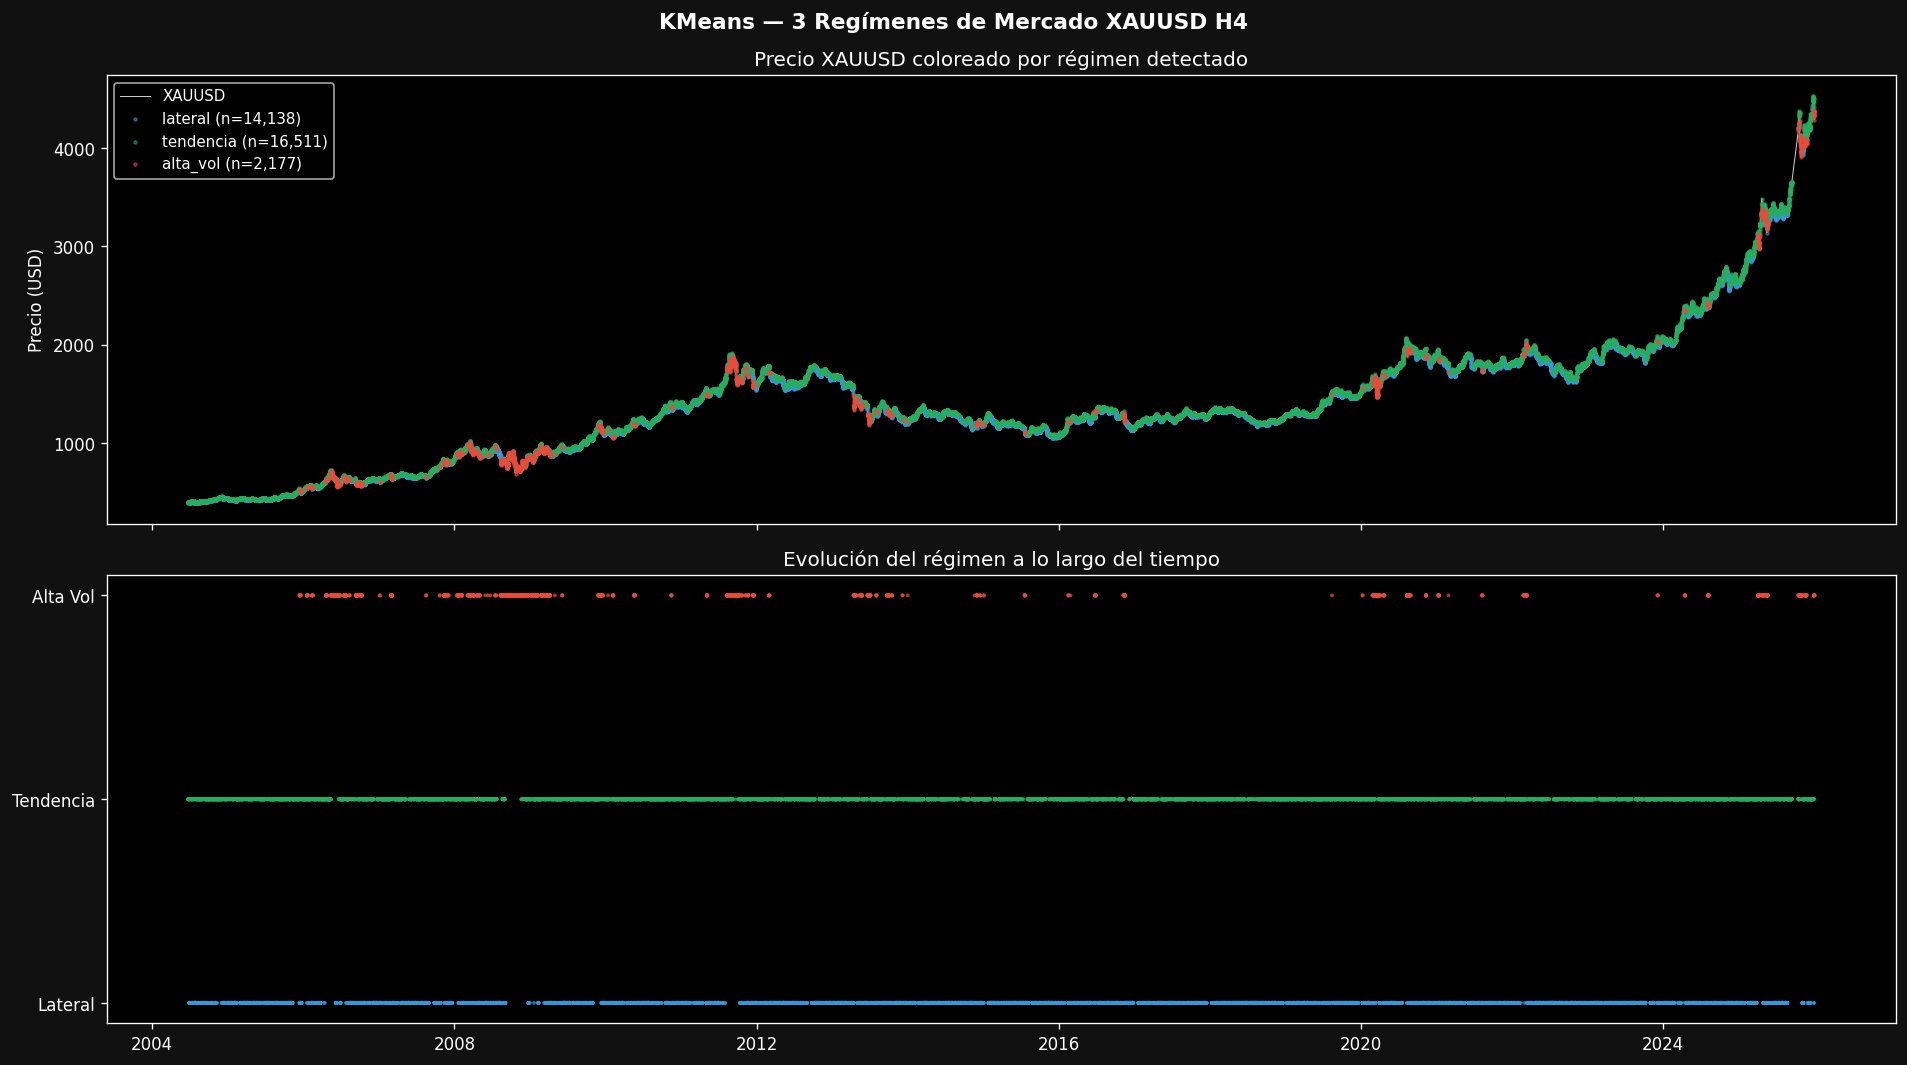 KMeans — 3 Regímenes de Mercado XAUUSD H4
Precio XAUUSD coloreado por régimen detectado
XAUUSD
lateral (n=14,138)
tendencia (n=16,511)
alta_vol (n=2,177)
Precio (USD)
4000
3000
2000
1000
Evolución del régimen a lo largo del tiempo
Alta Vol
Tendencia
Lateral
2004
2008
2012
2016
2020
2024